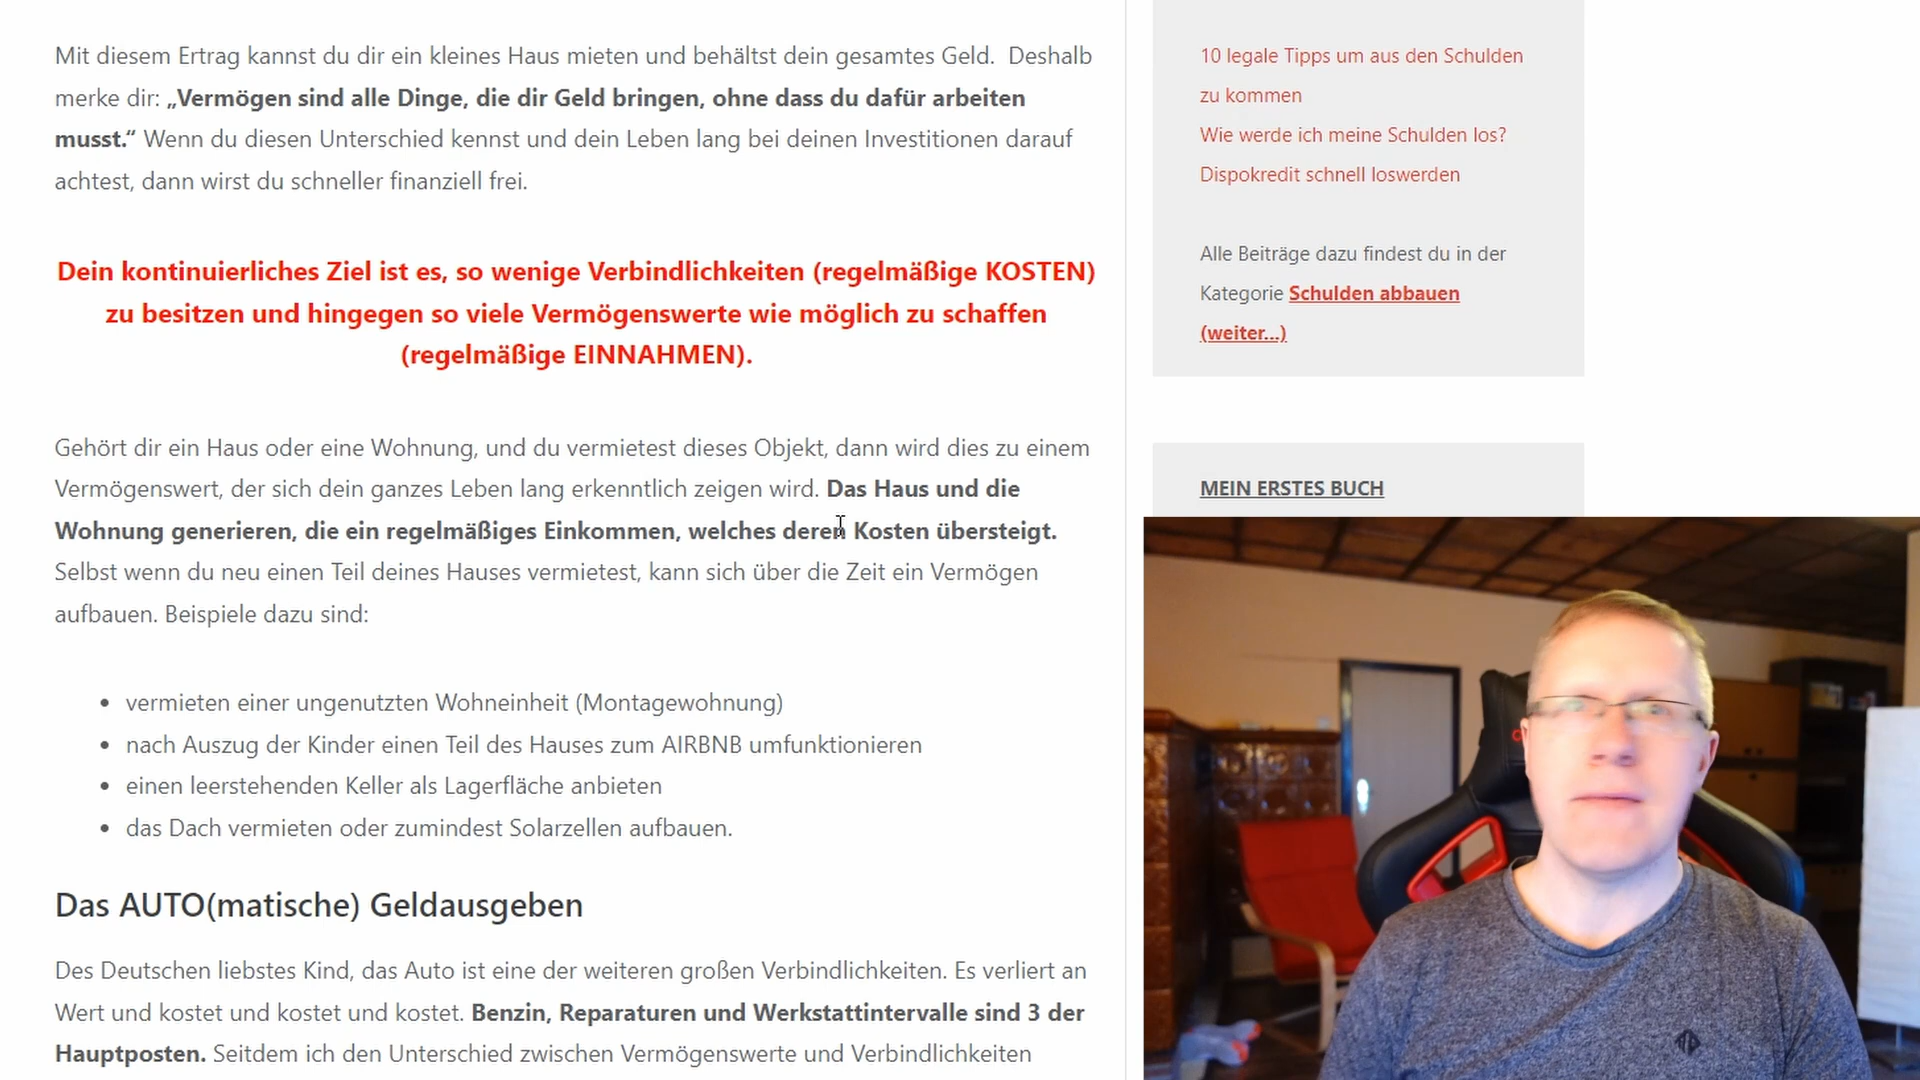 Mit diesem Ertrag kannst du dir ein kleines Haus mieten und behältst dein gesamtes Geld.  Deshalb
merke dir: „Vermögen sind alle Dinge, die dir Geld bringen, ohne dass du dafür arbeiten
musst.“ Wenn du diesen Unterschied kennst und dein Leben lang bei deinen Investitionen darauf
achtest, dann wirst du schneller finanziell frei.
Dein kontinuierliches Ziel ist es, so wenige Verbindlichkeiten (regelmäßige KOSTEN)
zu besitzen und hingegen so viele Vermögenswerte wie möglich zu schaffen
(regelmäßige EINNAHMEN).
Gehört dir ein Haus oder eine Wohnung, und du vermietest dieses Objekt, dann wird dies zu einem
Vermögenswert, der sich dein ganzes Leben lang erkenntlich zeigen wird. Das Haus und die
Wohnung generieren, die ein regelmäßiges Einkommen, welches deren Kosten übersteigt.
Selbst wenn du neu einen Teil deines Hauses vermietest, kann sich über die Zeit ein Vermögen
aufbauen. Beispiele dazu sind:
• vermieten einer ungenutzten Wohneinheit (Montagewohnung)
• nach Auszug der Kinder einen Teil des Hauses zum AIRBNB umfunktionieren
• einen leerstehenden Keller als Lagerfläche anbieten
• das Dach vermieten oder zumindest Solarzellen aufbauen.
Das AUTO(matische) Geldausgeben
Des Deutschen liebstes Kind, das Auto ist eine der weiteren großen Verbindlichkeiten. Es verliert an
Wert und kostet und kostet und kostet. Benzin, Reparaturen und Werkstattintervalle sind 3 der
Hauptposten. Seitdem ich den Unterschied zwischen Vermögenswerte und Verbindlichkeiten
10 legale Tipps um aus den Schulden
zu kommen
Wie werde ich meine Schulden los?
Dispokredit schnell loswerden
Alle Beiträge dazu findest du in der
Kategorie Schulden abbauen
(weiter...)
MEIN ERSTES BUCH